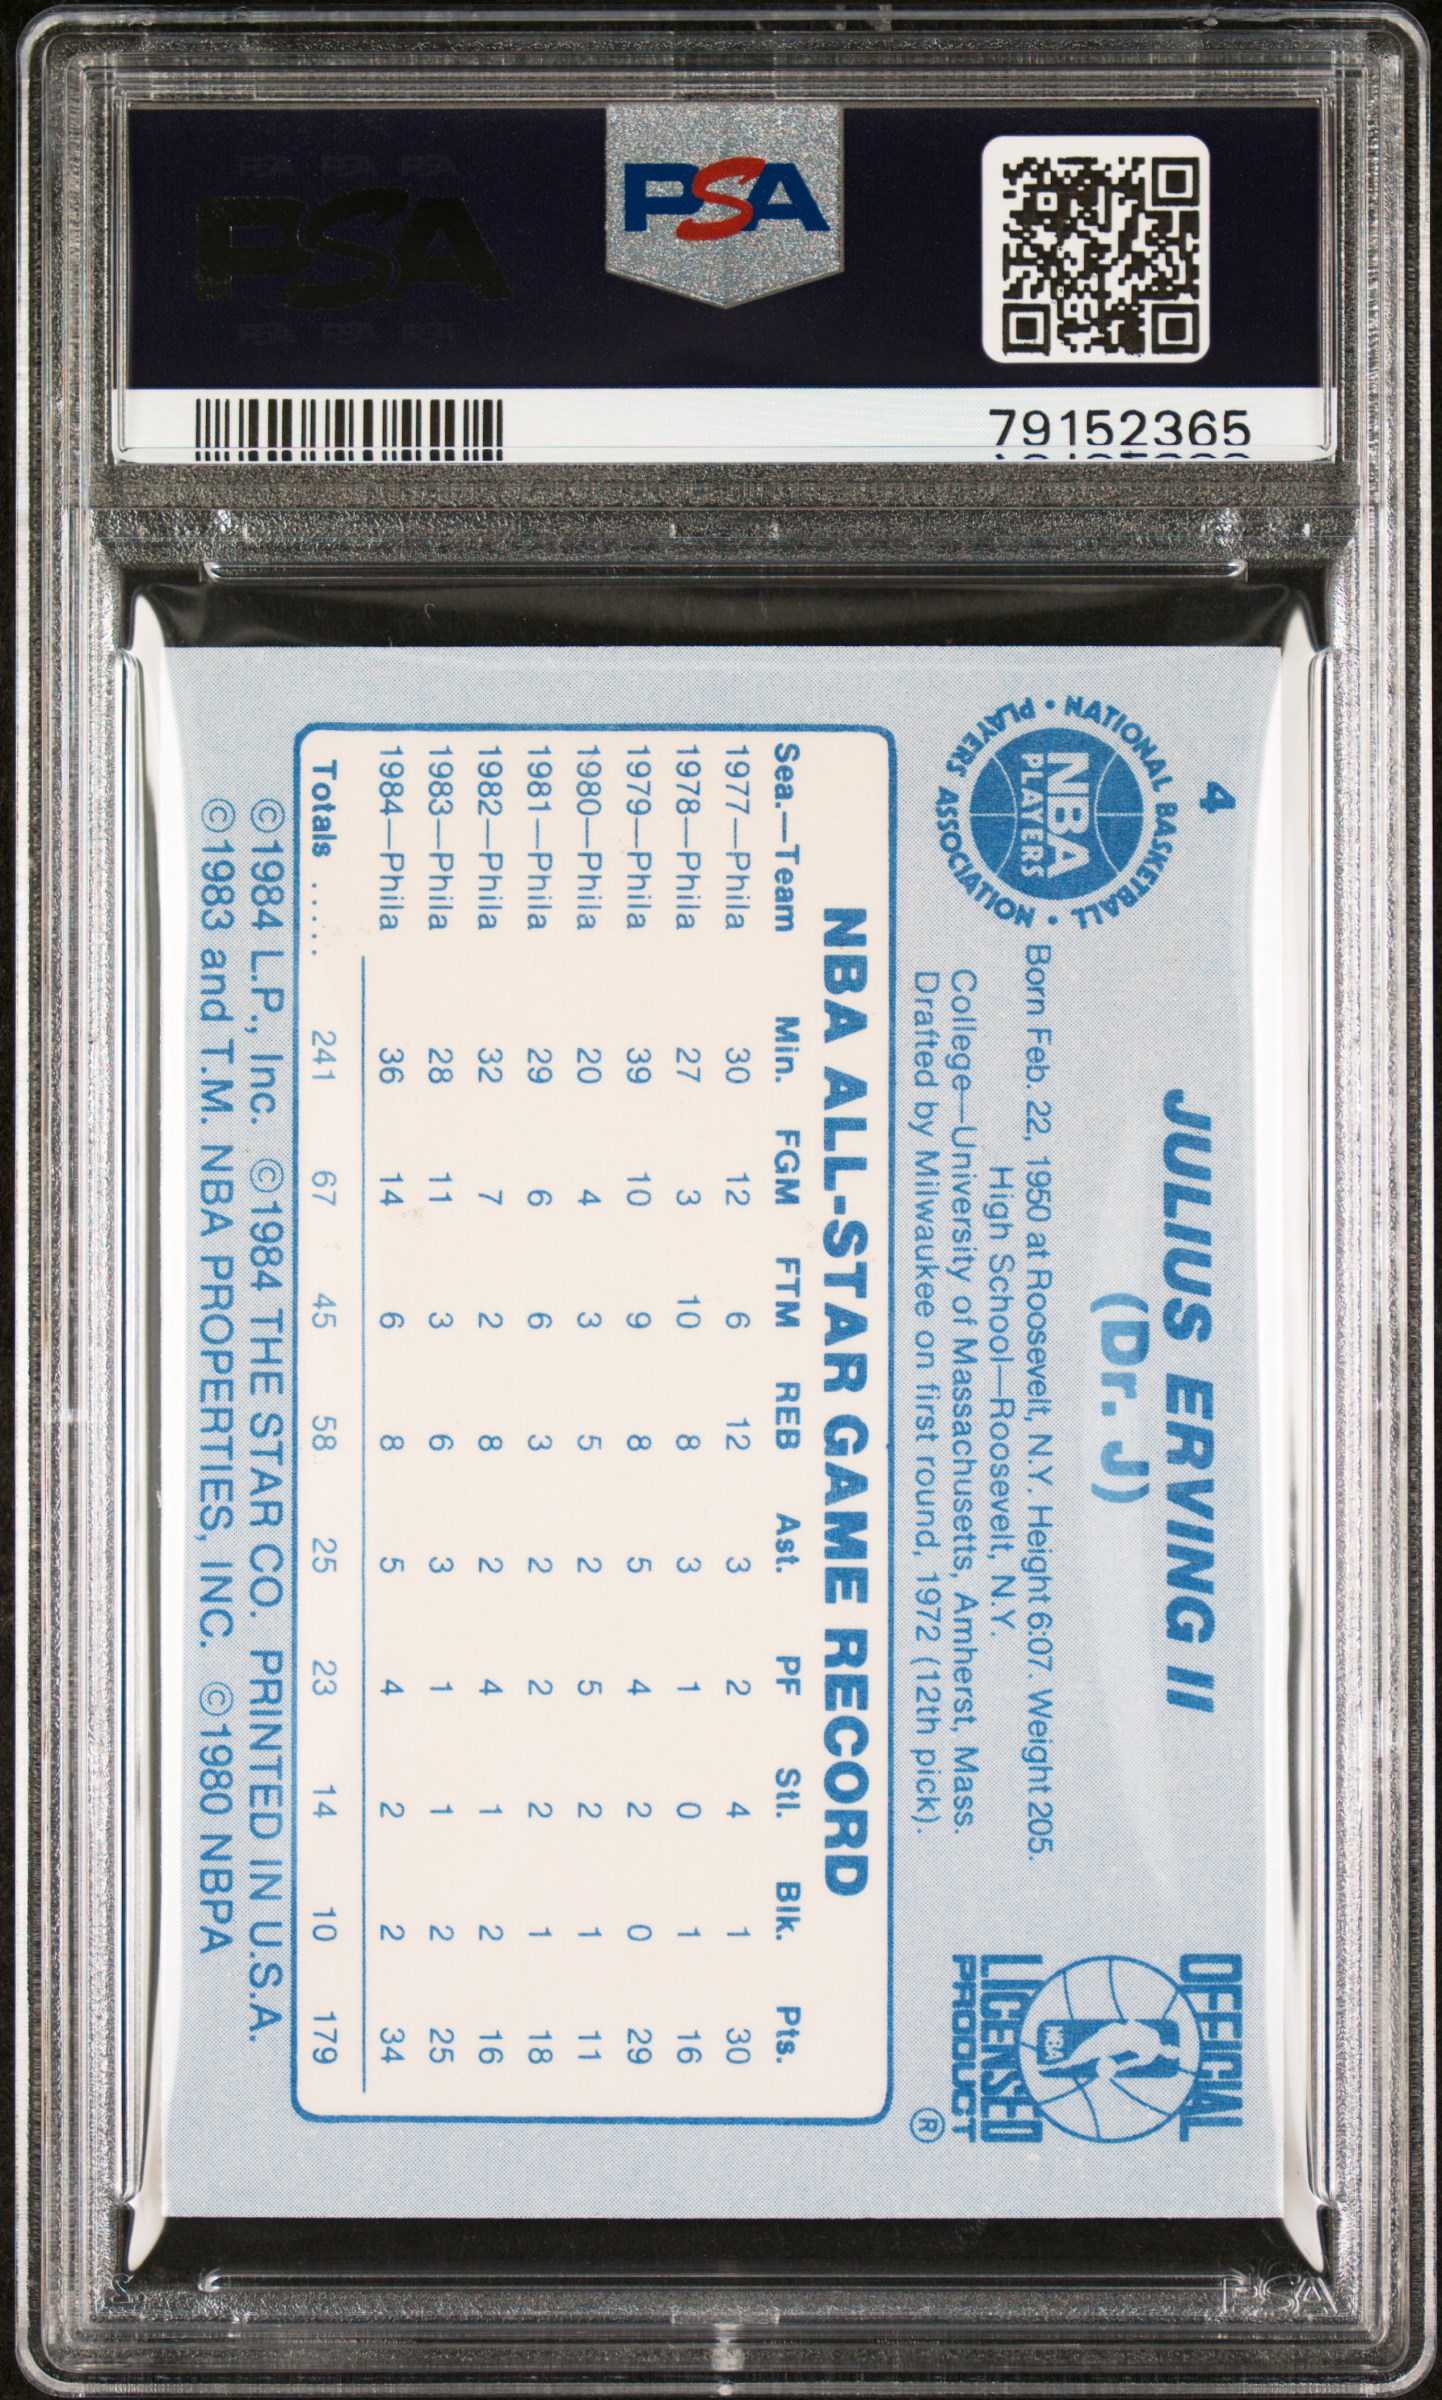 PSA PSA PSA
PSA
PSA PSA PSA
PSA
79152365
4
JULIUS ERVING II
(Dr. J)
NATIONAL BASKETBALL • PLAYERS ASSOCIATION •
NBA
PLAYERS
OFFICIAL
NBA
LICENSED
PRODUCT
®
Born Feb. 22, 1950 at Roosevelt, N.Y. Height 6:07. Weight 205.
High School—Roosevelt, N.Y.
College—University of Massachusetts, Amherst, Mass.
Drafted by Milwaukee on first round, 1972 (12th pick).
NBA ALL-STAR GAME RECORD
Sea.—Team Min. FGM FTM REB Ast. PF Stl. Blk. Pts.
1977—Phila 30 12 6 12 3 2 4 1 30
1978—Phila 27 3 10 8 3 1 0 1 16
1979—Phila 39 10 9 8 5 4 2 0 29
1980—Phila 20 4 3 5 2 5 2 1 11
1981—Phila 29 6 6 3 2 2 2 1 18
1982—Phila 32 7 2 8 2 4 1 2 16
1983—Phila 28 11 3 6 3 1 1 2 25
1984—Phila 36 14 6 8 5 4 2 2 34
Totals ..... 241 67 45 58 25 23 14 10 179
©1984 L.P., Inc. ©1984 THE STAR CO. PRINTED IN U.S.A.
©1983 and T.M. NBA PROPERTIES, INC. ©1980 NBPA
PSA